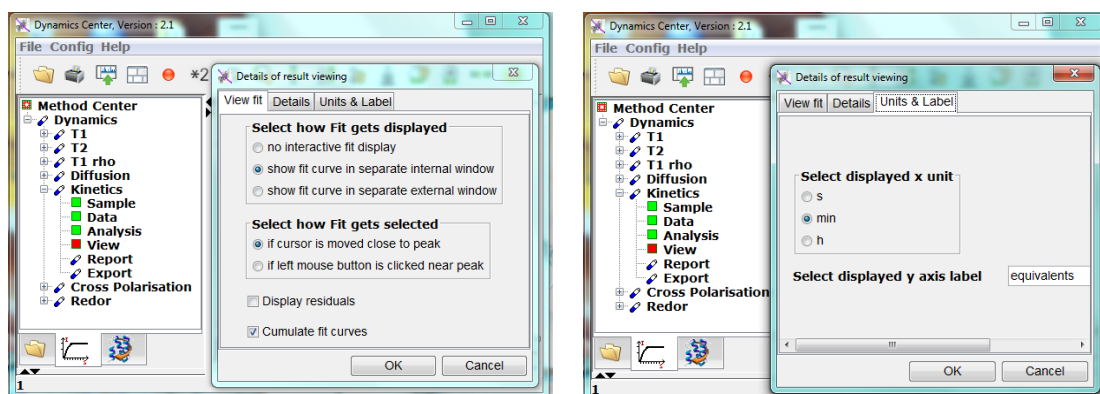 Dynamics Center, Version : 2.1
File Config Help
*2
Method Center
Dynamics
T1
T2
T1 rho
Diffusion
Kinetics
Sample
Data
Analysis
View
Report
Export
Cross Polarisation
Redor
1
Details of result viewing
View fit Details Units & Label
Select how Fit gets displayed
no interactive fit display
show fit curve in separate internal window
show fit curve in separate external window
Select how Fit gets selected
if cursor is moved close to peak
if left mouse button is clicked near peak
Display residuals
Cumulate fit curves
OK Cancel
Dynamics Center, Version : 2.1
File Config Help
Method Center
Dynamics
T1
T2
T1 rho
Diffusion
Kinetics
Sample
Data
Analysis
View
Report
Export
Cross Polarisation
Redor
1
Details of result viewing
View fit Details Units & Label
Select displayed x unit
s
min
h
Select displayed y axis label equivalents
OK Cancel